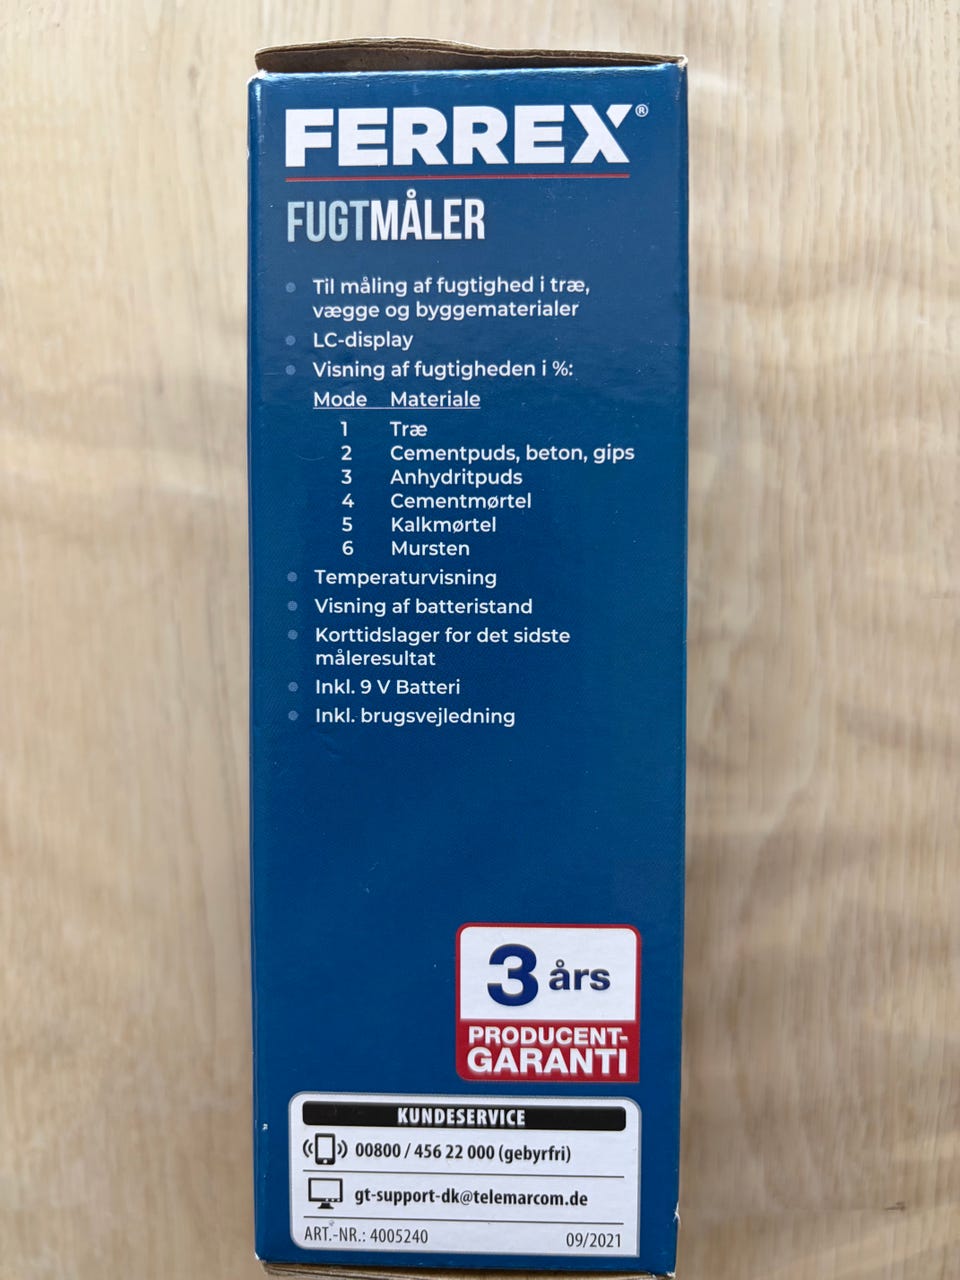 FERREX®
FUGTMÅLER
Til måling af fugtighed i træ,
vægge og byggematerialer
LC-display
Visning af fugtigheden i %:
Mode Materiale
1 Træ
2 Cementpuds, beton, gips
3 Anhydritpuds
4 Cementmørtel
5 Kalkmørtel
6 Mursten
Temperaturvisning
Visning af batteristand
Korttidslager for det sidste
måleresultat
Inkl. 9 V Batteri
Inkl. brugsvejledning
3 års
PRODUCENT-
GARANTI
KUNDESERVICE
00800 / 456 22 000 (gebyrfri)
gt-support-dk@telemarcom.de
ART.-NR.: 4005240 09/2021